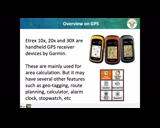 Overview on GPS
Etrex 10x, 20x and 30X are
handheld GPS receiver
devices by Garmin.
These are mainly used for
area calculation. But it may
have several other features
such as geo-tagging, route
planning, calculator, alarm
clock, stopwatch, etc